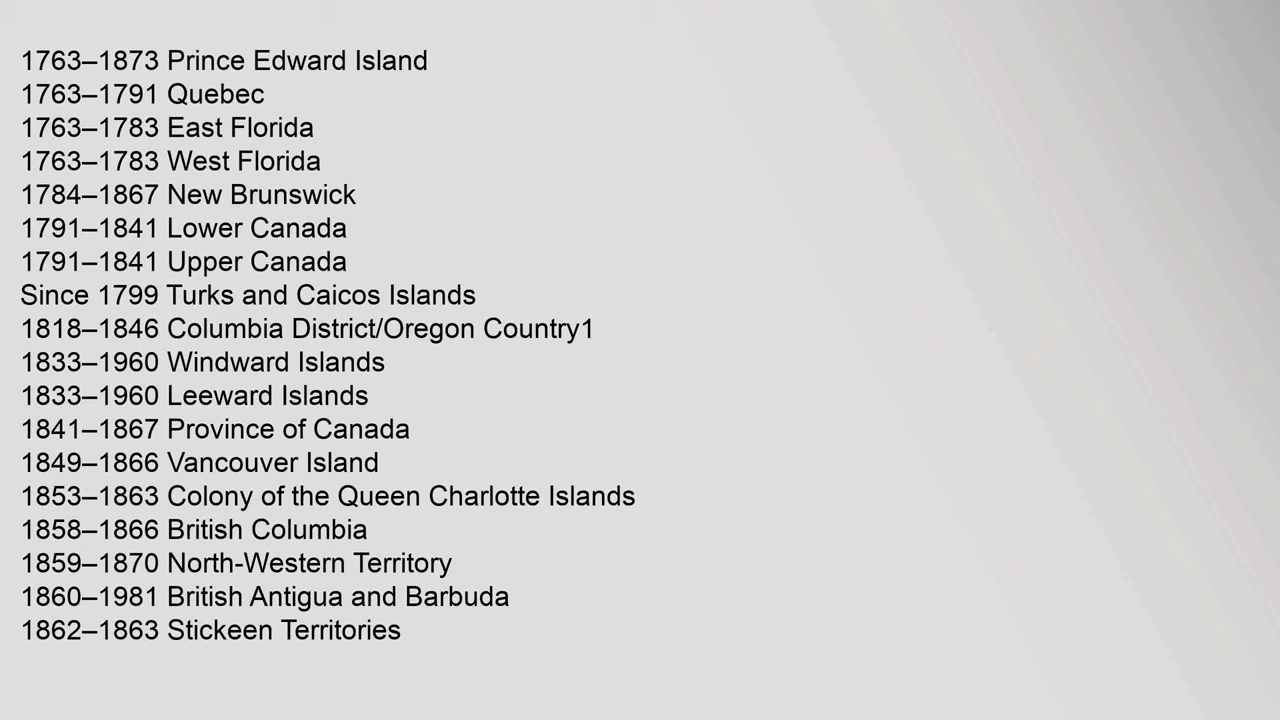 1763–1873 Prince Edward Island
1763–1791 Quebec
1763–1783 East Florida
1763–1783 West Florida
1784–1867 New Brunswick
1791–1841 Lower Canada
1791–1841 Upper Canada
Since 1799 Turks and Caicos Islands
1818–1846 Columbia District/Oregon Country1
1833–1960 Windward Islands
1833–1960 Leeward Islands
1841–1867 Province of Canada
1849–1866 Vancouver Island
1853–1863 Colony of the Queen Charlotte Islands
1858–1866 British Columbia
1859–1870 North-Western Territory
1860–1981 British Antigua and Barbuda
1862–1863 Stickeen Territories